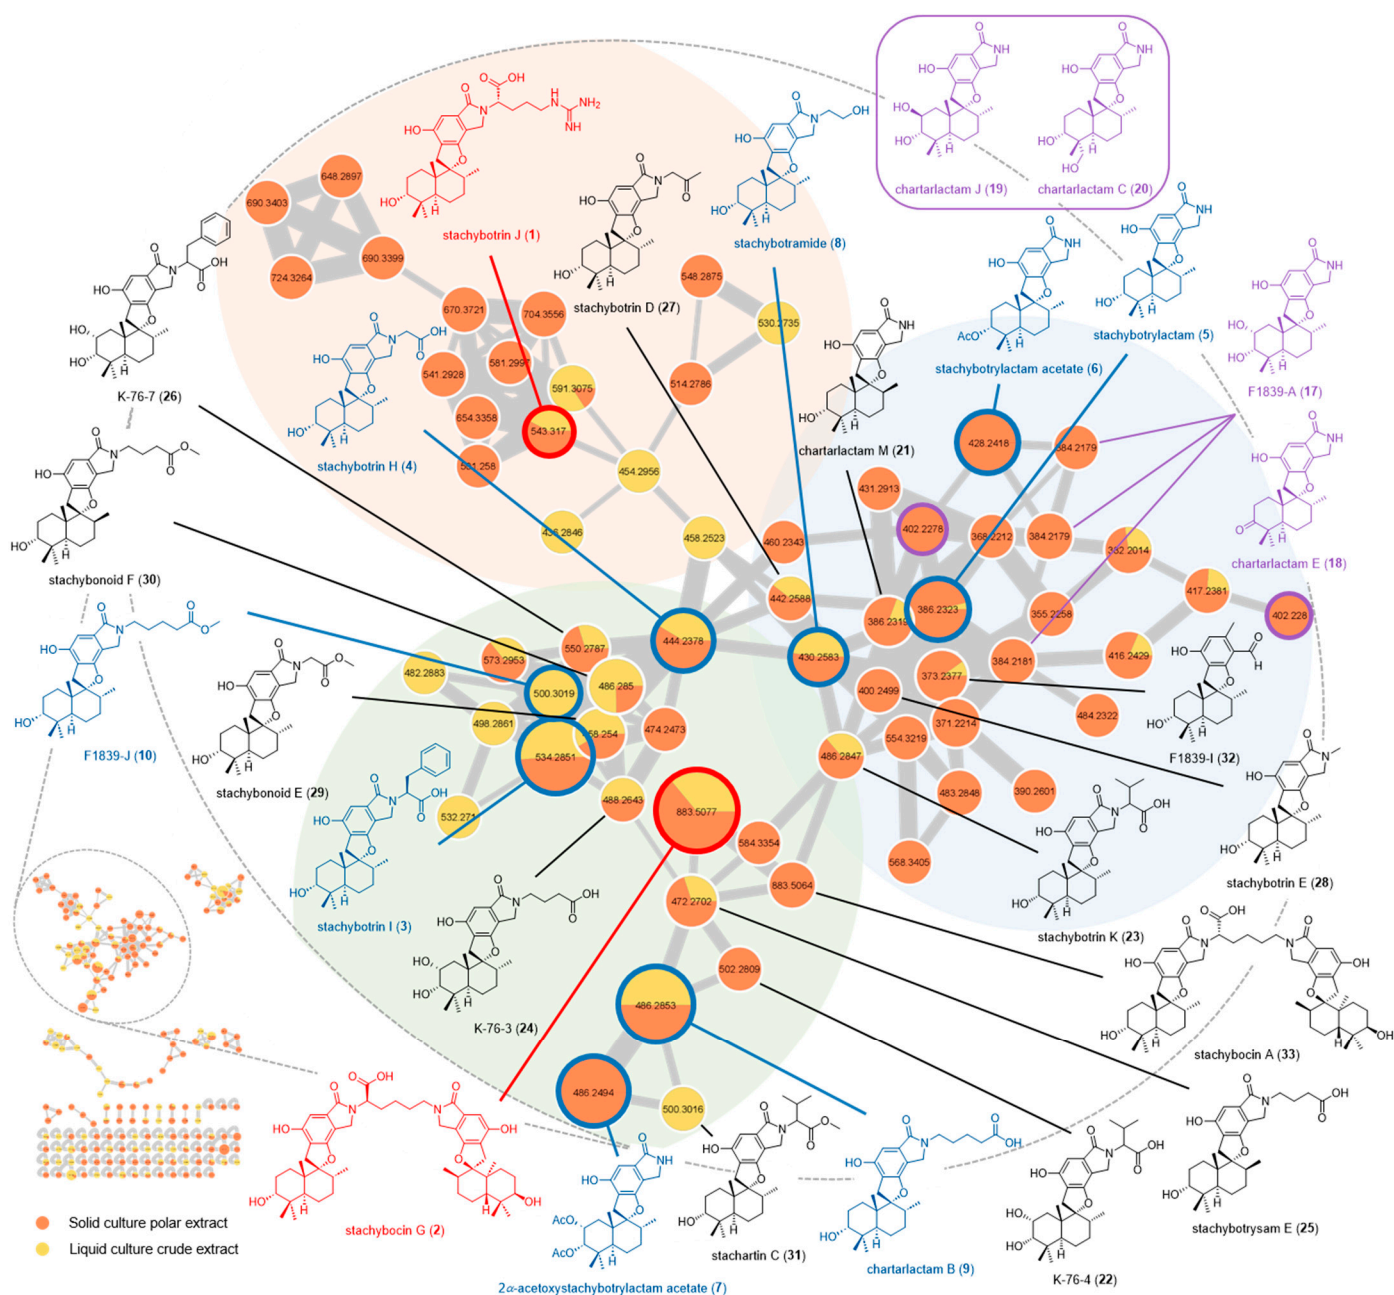 chartarlactam J (19)
chartarlactam C (20)
stachybotrin J (1)
stachybotramide (8)
stachybotrin D (27)
stachybotrylactam (5)
stachybotrylactam acetate (6)
F1839-A (17)
K-76-7 (26)
stachybotrin H (4)
chartarlactam M (21)
chartarlactam E (18)
stachybonoid F (30)
F1839-J (10)
stachybonoid E (29)
F1839-I (32)
stachybotrin E (28)
stachybotrin I (3)
stachybotrin K (23)
K-76-3 (24)
stachybocin A (33)
stachybocin G (2)
stachybotrysam E (25)
stachartin C (31)
chartarlactam B (9)
K-76-4 (22)
2α-acetoxystachybotrylactam acetate (7)
648.2897
690.3403
690.3399
724.3264
670.3721
704.3556
548.2875
530.2735
541.2928
581.2997
591.3075
514.2786
654.3358
543.317
454.2956
458.2523
460.2343
442.2588
428.2418
384.2179
431.2913
402.2278
368.2212
384.2179
382.2014
417.2381
402.228
386.2319
386.2323
355.2258
416.2429
384.2181
373.2377
400.2499
484.2322
554.3219
371.2214
486.2847
483.2848
390.2601
568.3405
444.2378
430.2583
550.2787
573.2953
482.2883
500.3019
486.285
498.2861
474.2473
534.2851
532.271
488.2643
883.5077
584.3354
883.5064
472.2702
502.2809
486.2853
486.2494
500.3016
Solid culture polar extract
Liquid culture crude extract